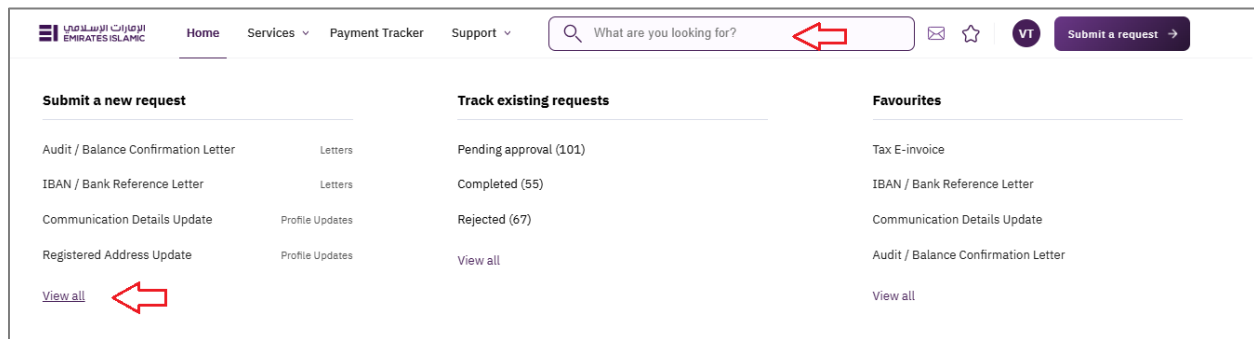 الإمارات الإسلامي
EMIRATES ISLAMIC
Home
Services
Payment Tracker
Support
What are you looking for?
VT
Submit a request →
Submit a new request
Audit / Balance Confirmation Letter Letters
IBAN / Bank Reference Letter Letters
Communication Details Update Profile Updates
Registered Address Update Profile Updates
View all
Track existing requests
Pending approval (101)
Completed (55)
Rejected (67)
View all
Favourites
Tax E-invoice
IBAN / Bank Reference Letter
Communication Details Update
Audit / Balance Confirmation Letter
View all